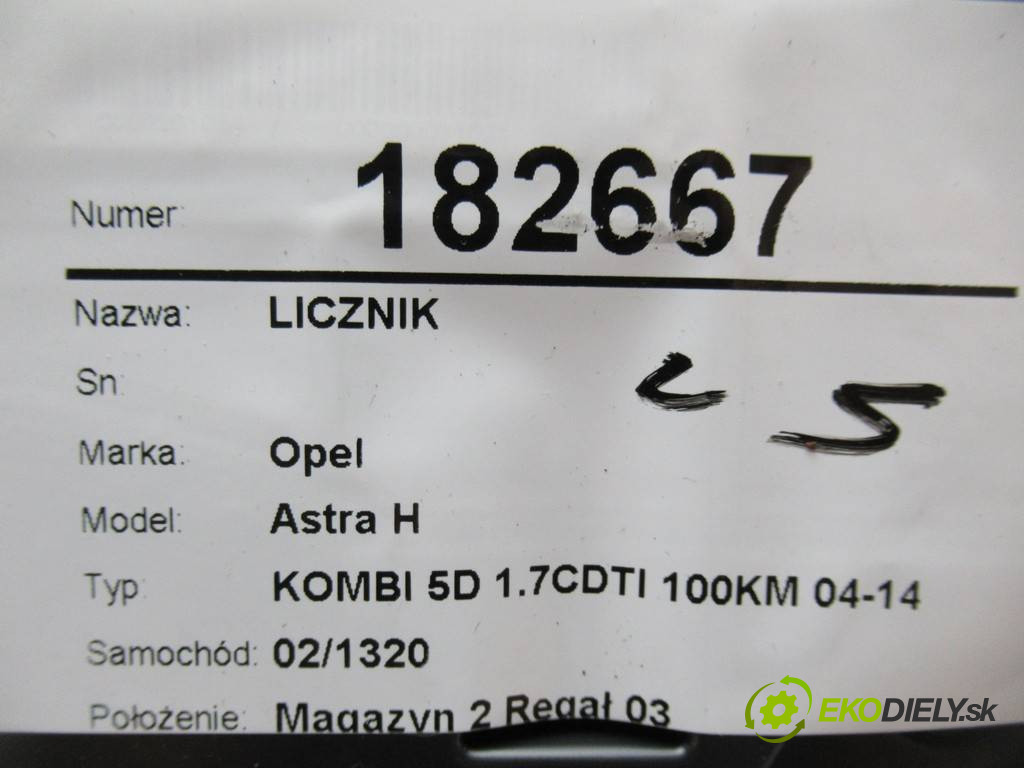 Numer: 182667
Nazwa: LICZNIK
Sn:
Marka: Opel
Model: Astra H
Typ: KOMBI 5D 1.7CDTI 100KM 04-14
Samochód: 02/1320
Położenie: Magazyn 2 Regał 03
EKODIELY.sk